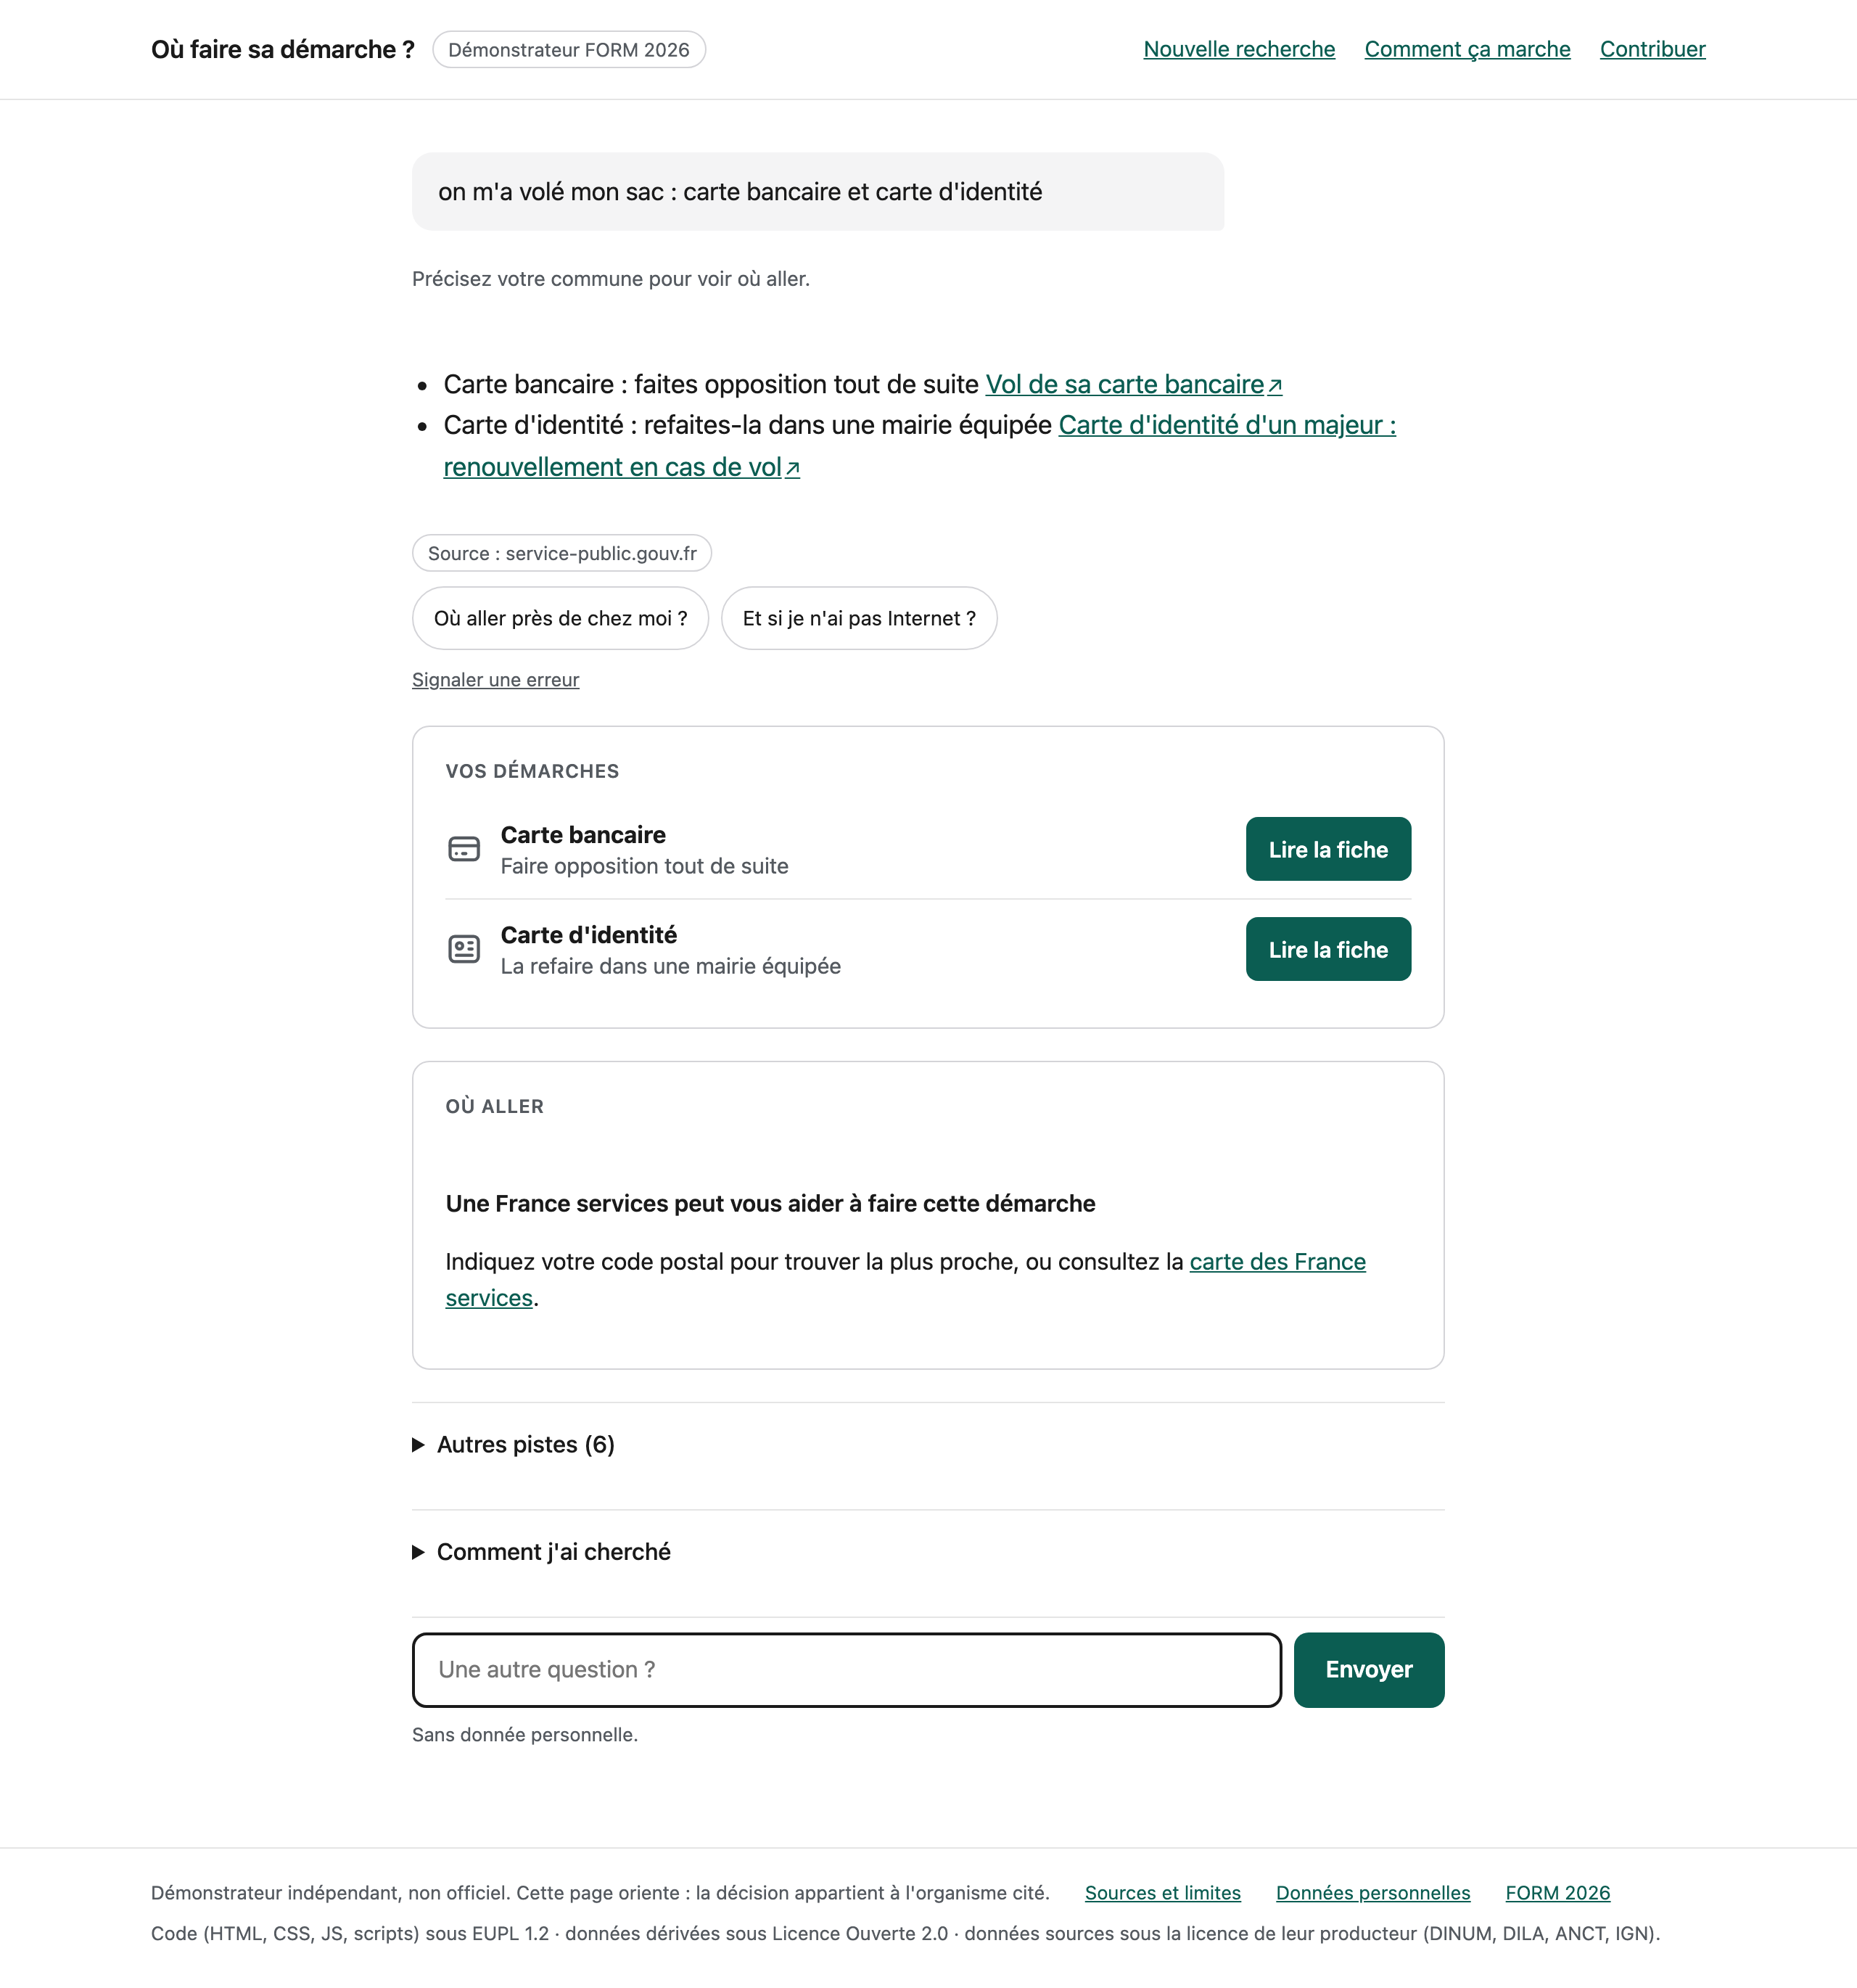 Où faire sa démarche ?
Démonstrateur FORM 2026
Nouvelle recherche
Comment ça marche
Contribuer
on m'a volé mon sac : carte bancaire et carte d'identité
Précisez votre commune pour voir où aller.
• Carte bancaire : faites opposition tout de suite Vol de sa carte bancaire↗
• Carte d'identité : refaites-la dans une mairie équipée Carte d'identité d'un majeur :
renouvellement en cas de vol↗
Source : service-public.gouv.fr
Où aller près de chez moi ?
Et si je n'ai pas Internet ?
Signaler une erreur
VOS DÉMARCHES
Carte bancaire
Faire opposition tout de suite
Lire la fiche
Carte d'identité
La refaire dans une mairie équipée
Lire la fiche
OÙ ALLER
Une France services peut vous aider à faire cette démarche
Indiquez votre code postal pour trouver la plus proche, ou consultez la carte des France
services.
Autres pistes (6)
Comment j'ai cherché
Une autre question ?
Envoyer
Sans donnée personnelle.
Démonstrateur indépendant, non officiel. Cette page oriente : la décision appartient à l'organisme cité.
Sources et limites
Données personnelles
FORM 2026
Code (HTML, CSS, JS, scripts) sous EUPL 1.2 · données dérivées sous Licence Ouverte 2.0 · données sources sous la licence de leur producteur (DINUM, DILA, ANCT, IGN).